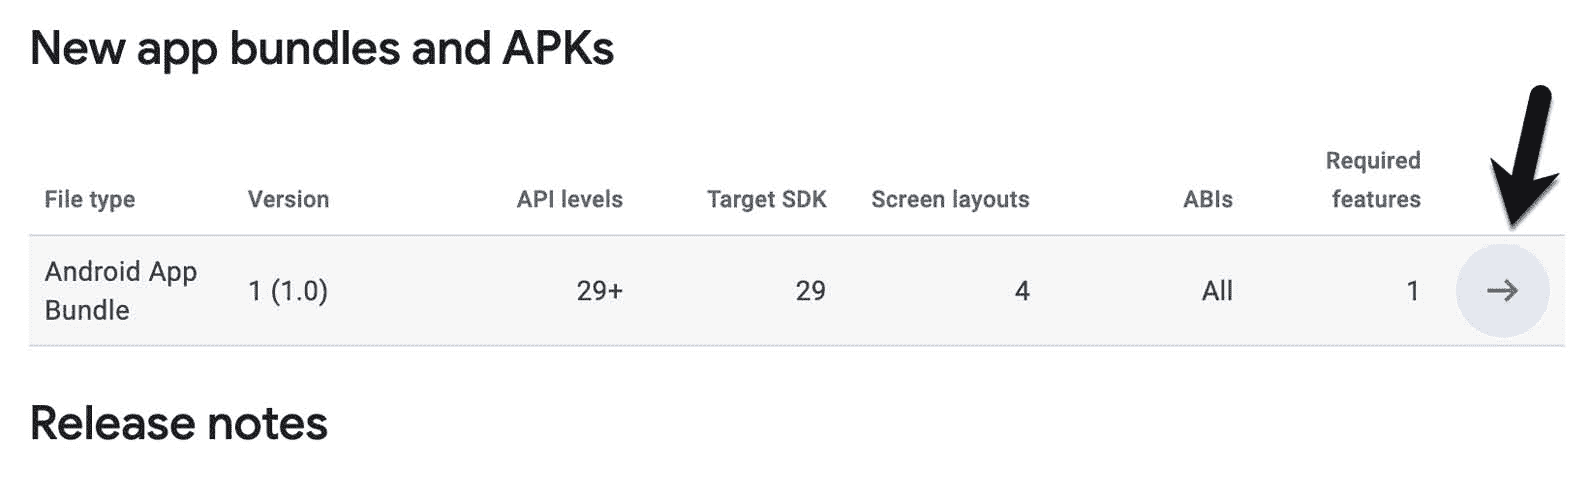 New app bundles and APKs
File type Version API levels Target SDK Screen layouts ABIs Required features
Android App Bundle 1 (1.0) 29+ 29 4 All 1 →
Release notes